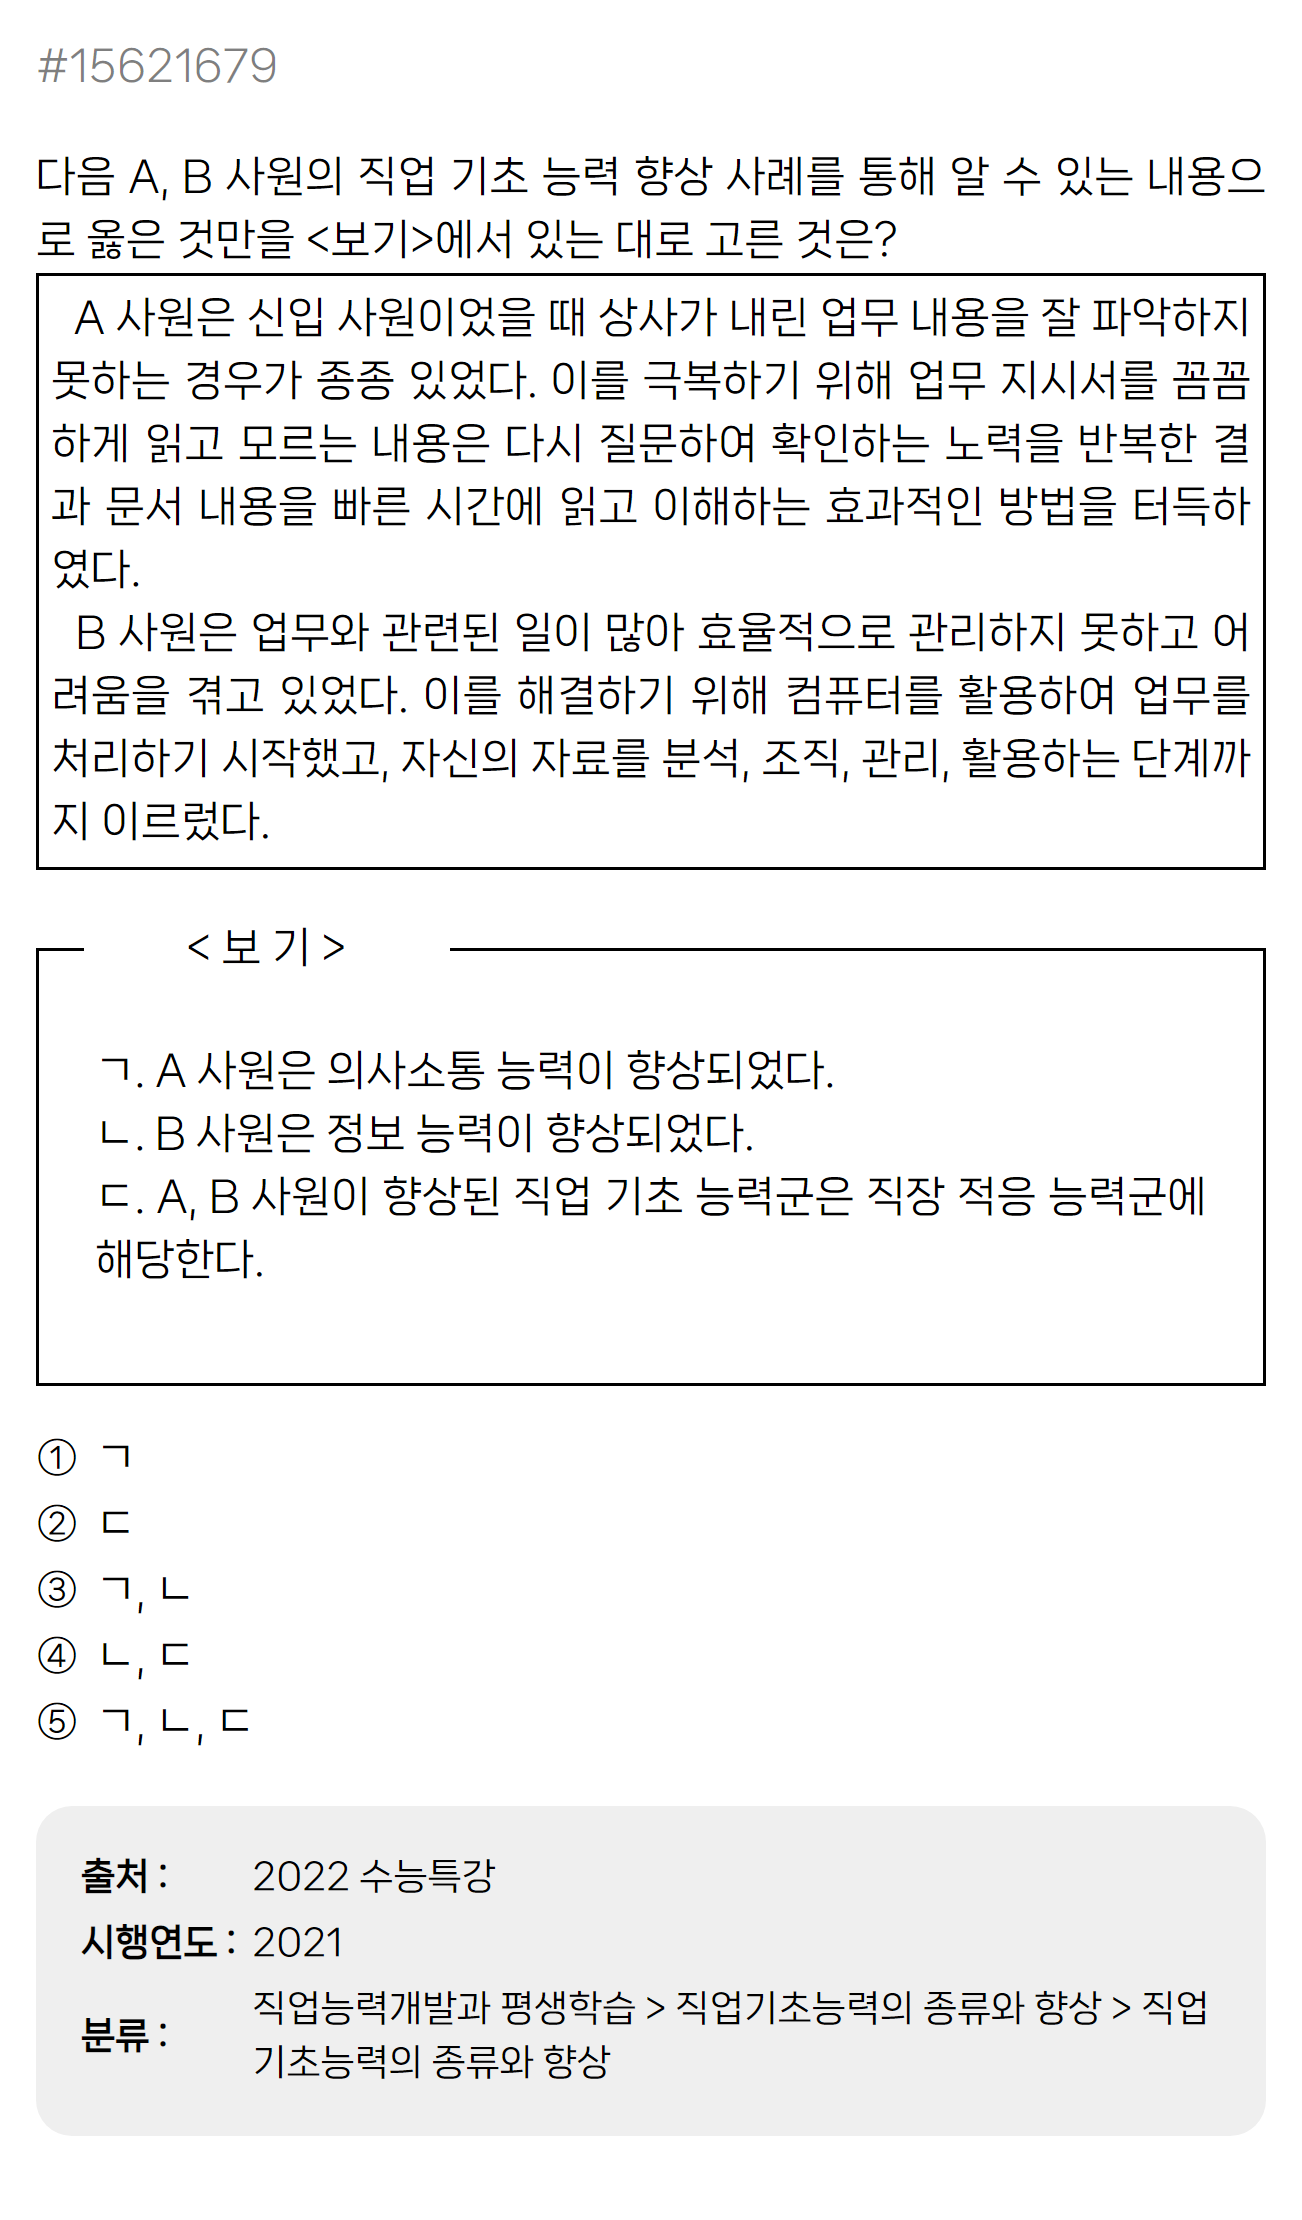 #15621679
다음 A, B 사원의 직업 기초 능력 향상 사례를 통해 알 수 있는 내용으
로 옳은 것만을 <보기>에서 있는 대로 고른 것은?
A 사원은 신입 사원이었을 때 상사가 내린 업무 내용을 잘 파악하지
못하는 경우가 종종 있었다. 이를 극복하기 위해 업무 지시서를 꼼꼼
하게 읽고 모르는 내용은 다시 질문하여 확인하는 노력을 반복한 결
과 문서 내용을 빠른 시간에 읽고 이해하는 효과적인 방법을 터득하
였다.
B 사원은 업무와 관련된 일이 많아 효율적으로 관리하지 못하고 어
려움을 겪고 있었다. 이를 해결하기 위해 컴퓨터를 활용하여 업무를
처리하기 시작했고, 자신의 자료를 분석, 조직, 관리, 활용하는 단계까
지 이르렀다.
< 보 기 >
ㄱ. A 사원은 의사소통 능력이 향상되었다.
ㄴ. B 사원은 정보 능력이 향상되었다.
ㄷ. A, B 사원이 향상된 직업 기초 능력군은 직장 적응 능력군에
해당한다.
① ㄱ
② ㄷ
③ ㄱ, ㄴ
④ ㄴ, ㄷ
⑤ ㄱ, ㄴ, ㄷ
출처 : 2022 수능특강
시행연도 : 2021
분류 : 직업능력개발과 평생학습 > 직업기초능력의 종류와 향상 > 직업
기초능력의 종류와 향상